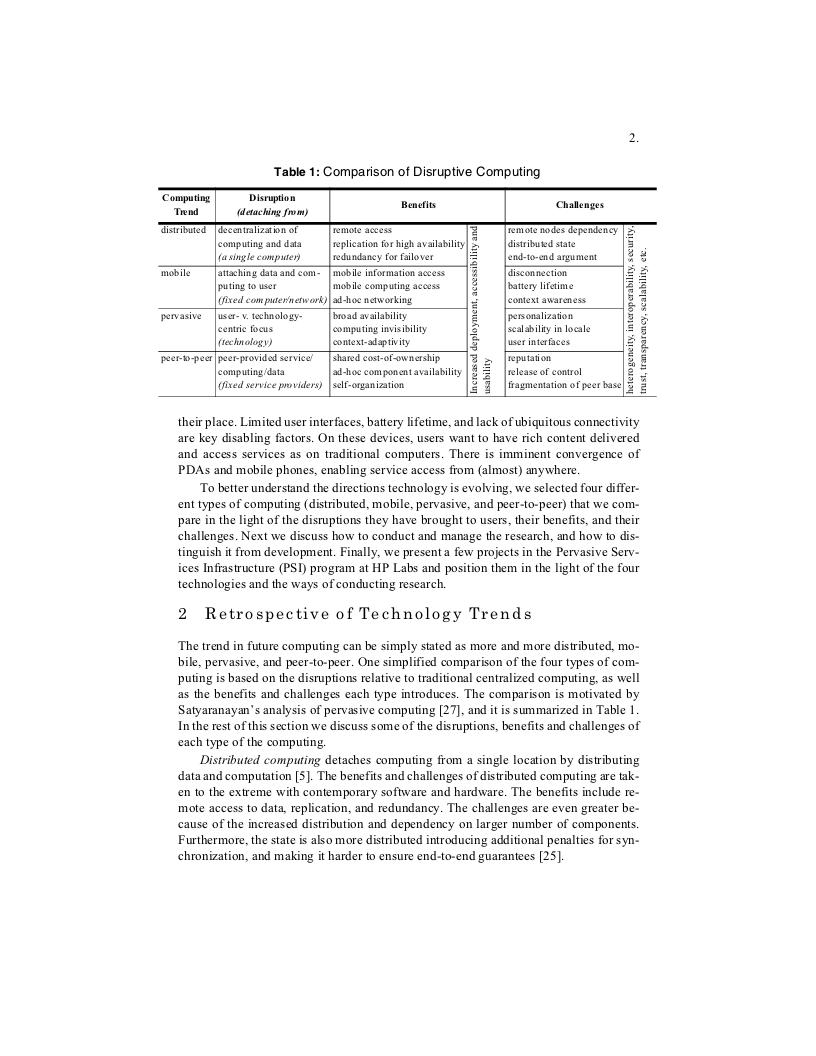 2.
Table 1: Comparison of Disruptive Computing
Computing Trend | Disruption (detaching from) | Benefits | Challenges
distributed | decentralization of computing and data (a single computer) | remote access replication for high availability redundancy for failover | remote nodes dependency distributed state end-to-end argument
mobile | attaching data and com-puting to user (fixed computer/network) | mobile information access mobile computing access ad-hoc networking | disconnection battery lifetime context awareness
pervasive | user- v. technology-centric focus (technology) | broad availability computing invisibility context-adaptivity | personalization scalability in locale user interfaces
peer-to-peer | peer-provided service/computing/data (fixed service providers) | shared cost-of-ownership ad-hoc component availability self-organization | reputation release of control fragmentation of peer base
Increased deployment, accessibility and
usability
heterogeneity, interoperability, security,
trust, transparency, scalability, etc.
their place. Limited user interfaces, battery lifetime, and lack of ubiquitous connectivity
are key disabling factors. On these devices, users want to have rich content delivered
and access services as on traditional computers. There is imminent convergence of
PDAs and mobile phones, enabling service access from (almost) anywhere.
To better understand the directions technology is evolving, we selected four differ-
ent types of computing (distributed, mobile, pervasive, and peer-to-peer) that we com-
pare in the light of the disruptions they have brought to users, their benefits, and their
challenges. Next we discuss how to conduct and manage the research, and how to dis-
tinguish it from development. Finally, we present a few projects in the Pervasive Serv-
ices Infrastructure (PSI) program at HP Labs and position them in the light of the four
technologies and the ways of conducting research.
2 Retrospective of Technology Trends
The trend in future computing can be simply stated as more and more distributed, mo-
bile, pervasive, and peer-to-peer. One simplified comparison of the four types of com-
puting is based on the disruptions relative to traditional centralized computing, as well
as the benefits and challenges each type introduces. The comparison is motivated by
Satyaranayan's analysis of pervasive computing [27], and it is summarized in Table 1.
In the rest of this section we discuss some of the disruptions, benefits and challenges of
each type of the computing.
Distributed computing detaches computing from a single location by distributing
data and computation [5]. The benefits and challenges of distributed computing are tak-
en to the extreme with contemporary software and hardware. The benefits include re-
mote access to data, replication, and redundancy. The challenges are even greater be-
cause of the increased distribution and dependency on larger number of components.
Furthermore, the state is also more distributed introducing additional penalties for syn-
chronization, and making it harder to ensure end-to-end guarantees [25].